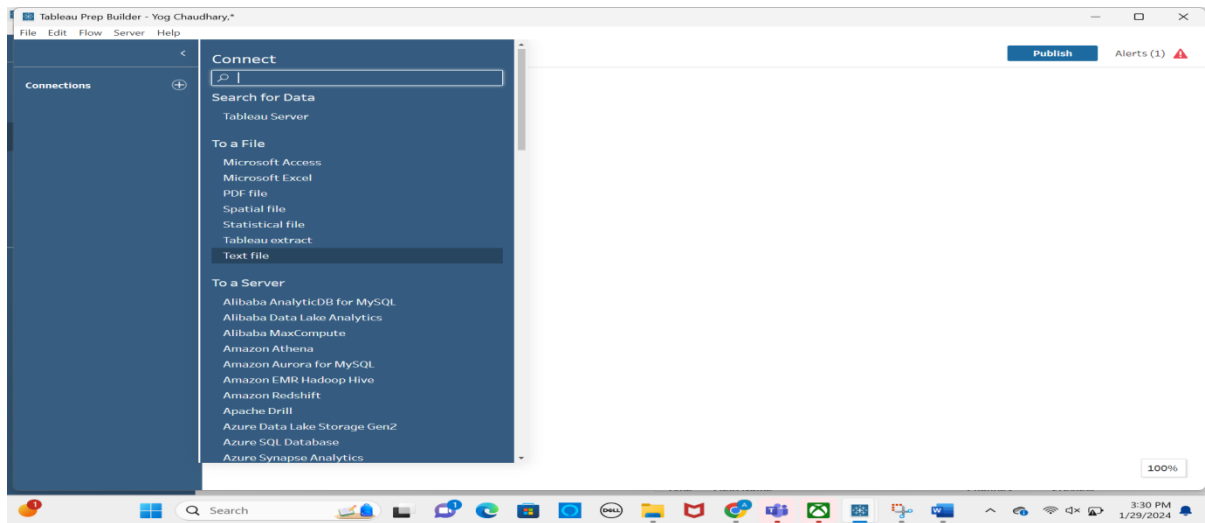 Tableau Prep Builder - Yog Chaudhary,*
File Edit Flow Server Help
<
Connect
Publish
Alerts (1)
Connections
Search for Data
Tableau Server
To a File
Microsoft Access
Microsoft Excel
PDF file
Spatial file
Statistical file
Tableau extract
Text file
To a Server
Alibaba AnalyticDB for MySQL
Alibaba Data Lake Analytics
Alibaba MaxCompute
Amazon Athena
Amazon Aurora for MySQL
Amazon EMR Hadoop Hive
Amazon Redshift
Apache Drill
Azure Data Lake Storage Gen2
Azure SQL Database
Azure Synapse Analytics
100%
1
Search
1
DELL
3:30 PM
1/29/2024